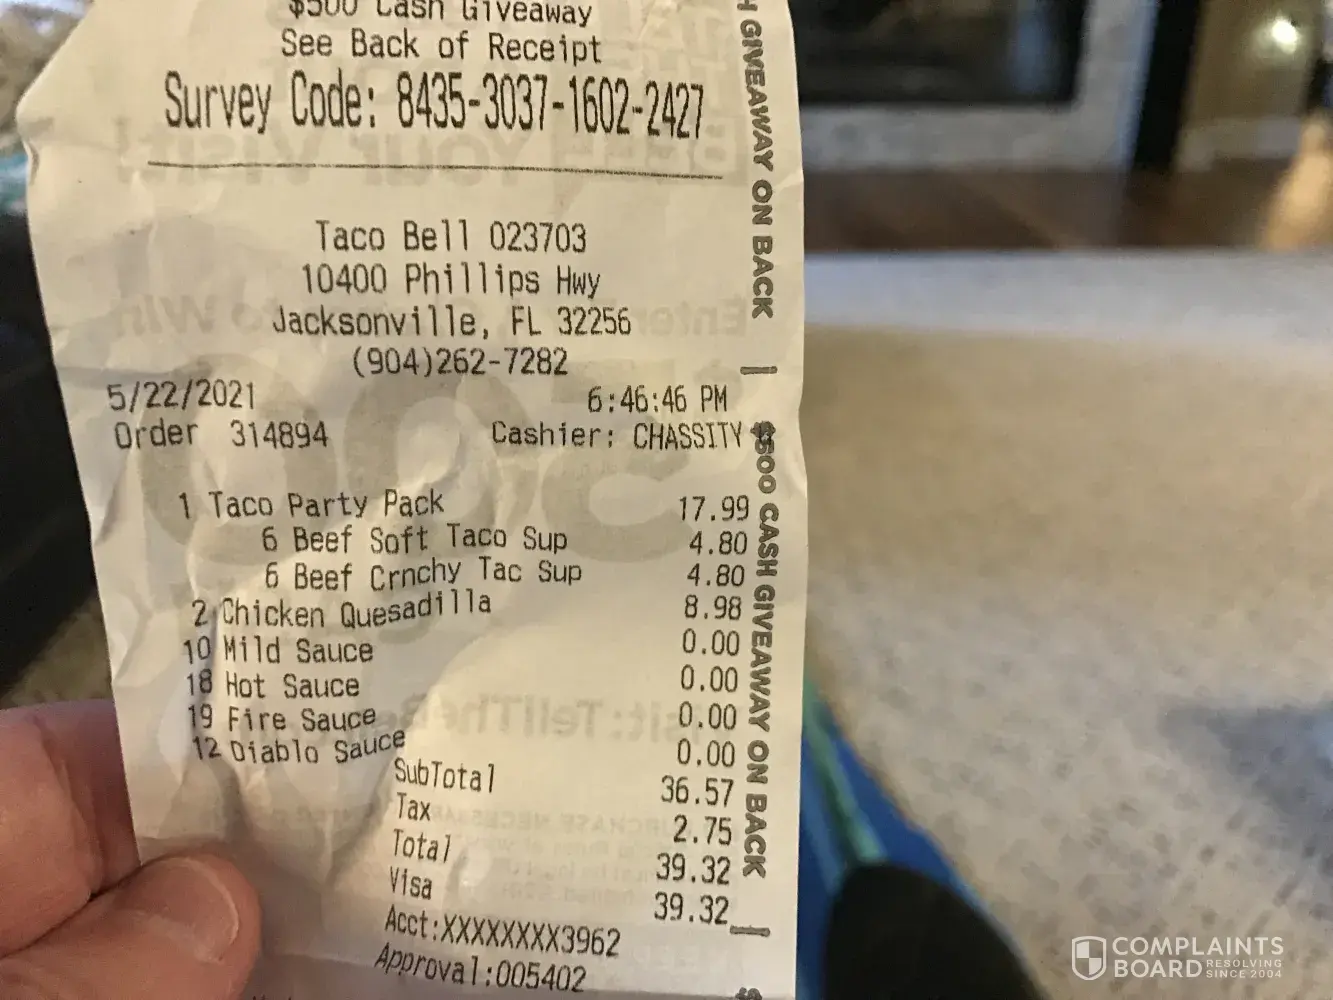 $500 Cash Giveaway
See Back of Receipt
Survey Code: 8435-3037-1602-2427
Taco Bell 023703
10400 Phillips Hwy
Jacksonville, FL 32256
(904)262-7282
5/22/2021 6:46:46 PM
Order 314894 Cashier: CHASSITY
1 Taco Party Pack 17.99
6 Beef Soft Taco Sup 4.80
6 Beef Crnchy Tac Sup 4.80
2 Chicken Quesadilla 8.98
10 Mild Sauce 0.00
18 Hot Sauce 0.00
19 Fire Sauce 0.00
12 Diablo Sauce 0.00
SubTotal 36.57
Tax 2.75
Total 39.32
Visa 39.32
Acct:XXXXXXXX3962
Approval:005402
H GIVEAWAY ON BACK
$500 CASH GIVEAWAY ON BACK
COMPLAINTS
BOARD RESOLVING
SINCE 2004